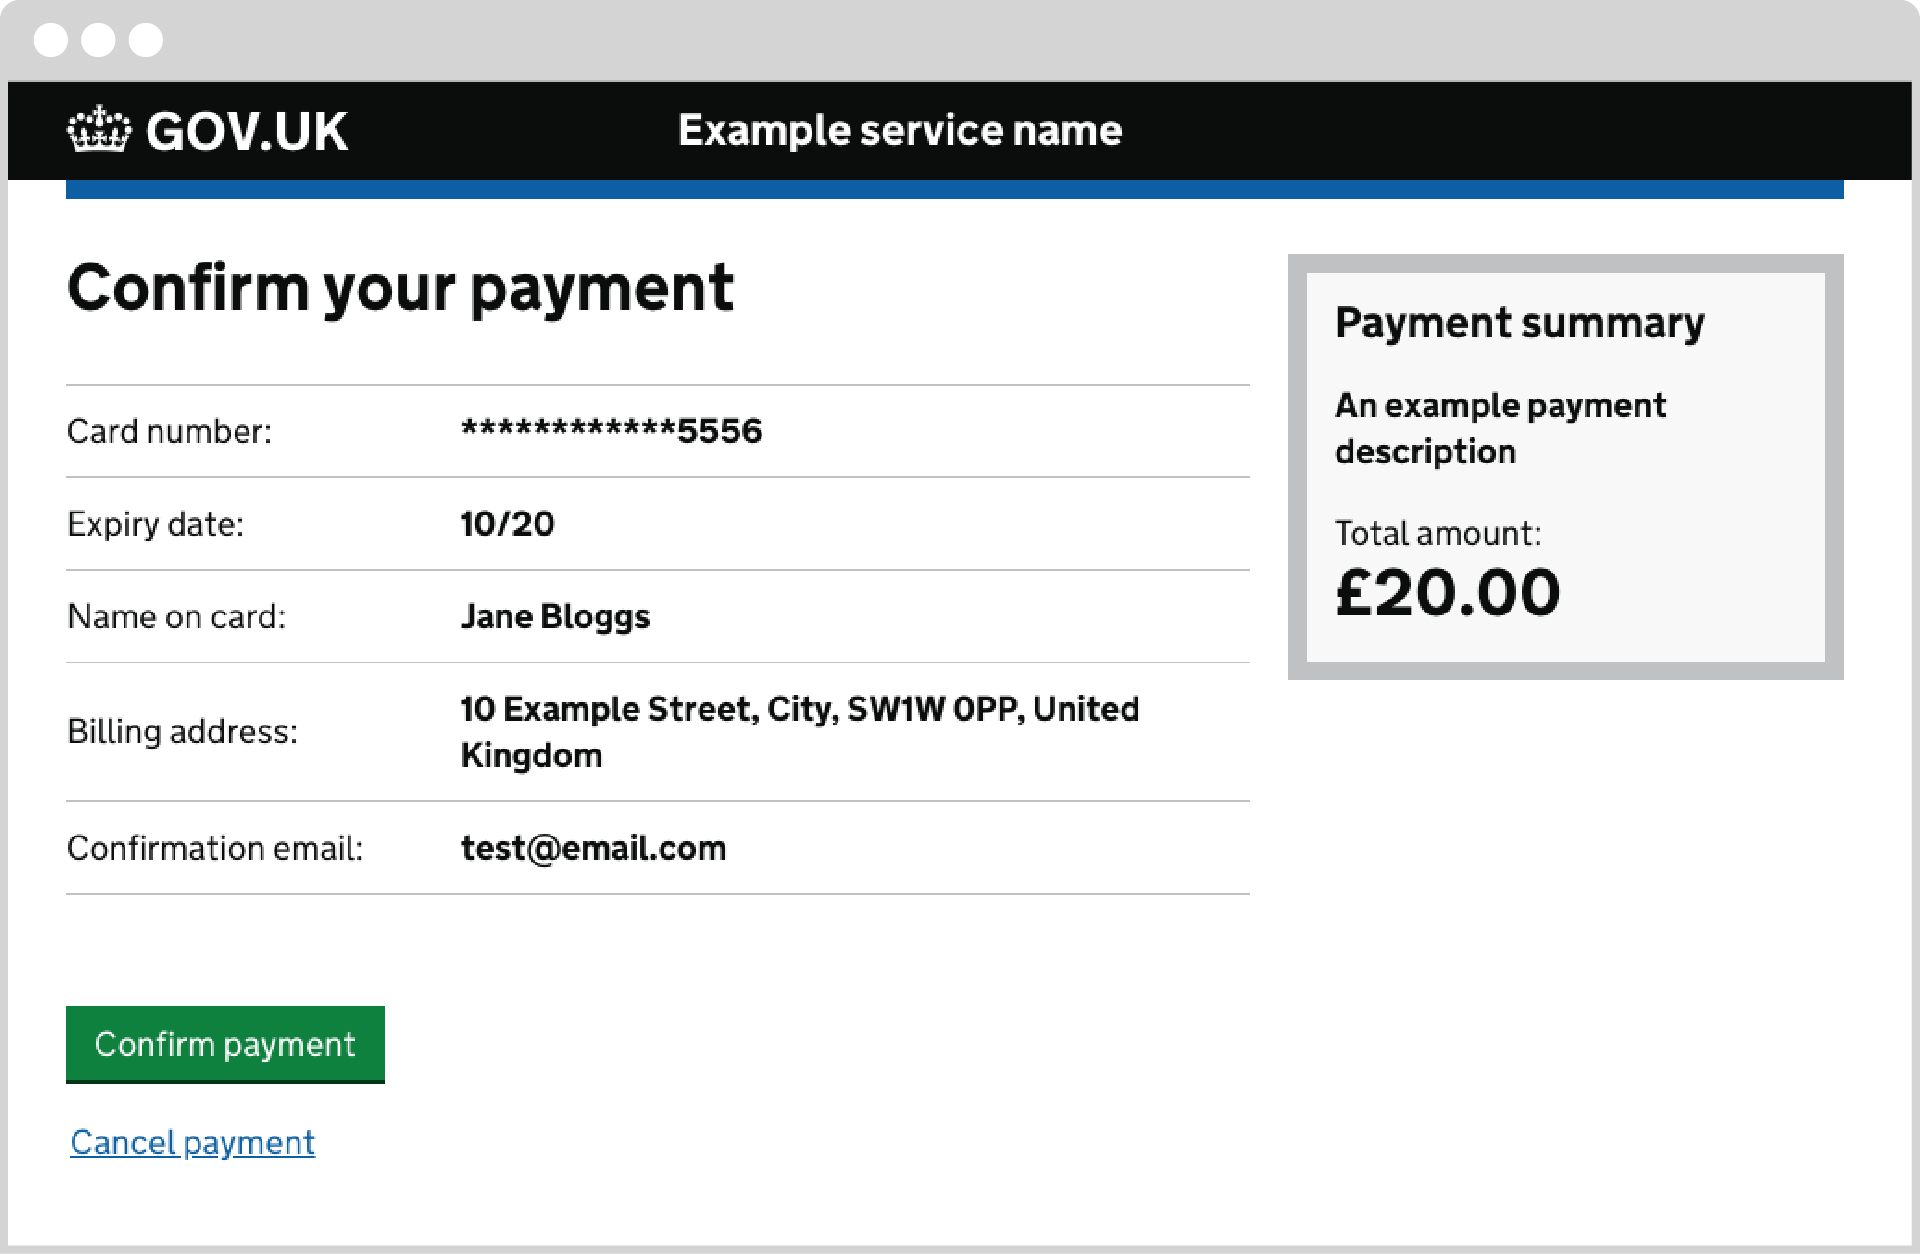 GOV.UK Example service name
Confirm your payment
Card number: ************5556
Expiry date: 10/20
Name on card: Jane Bloggs
Billing address: 10 Example Street, City, SW1W 0PP, United
Kingdom
Confirmation email: test@email.com
Confirm payment
Cancel payment
Payment summary
An example payment
description
Total amount:
£20.00